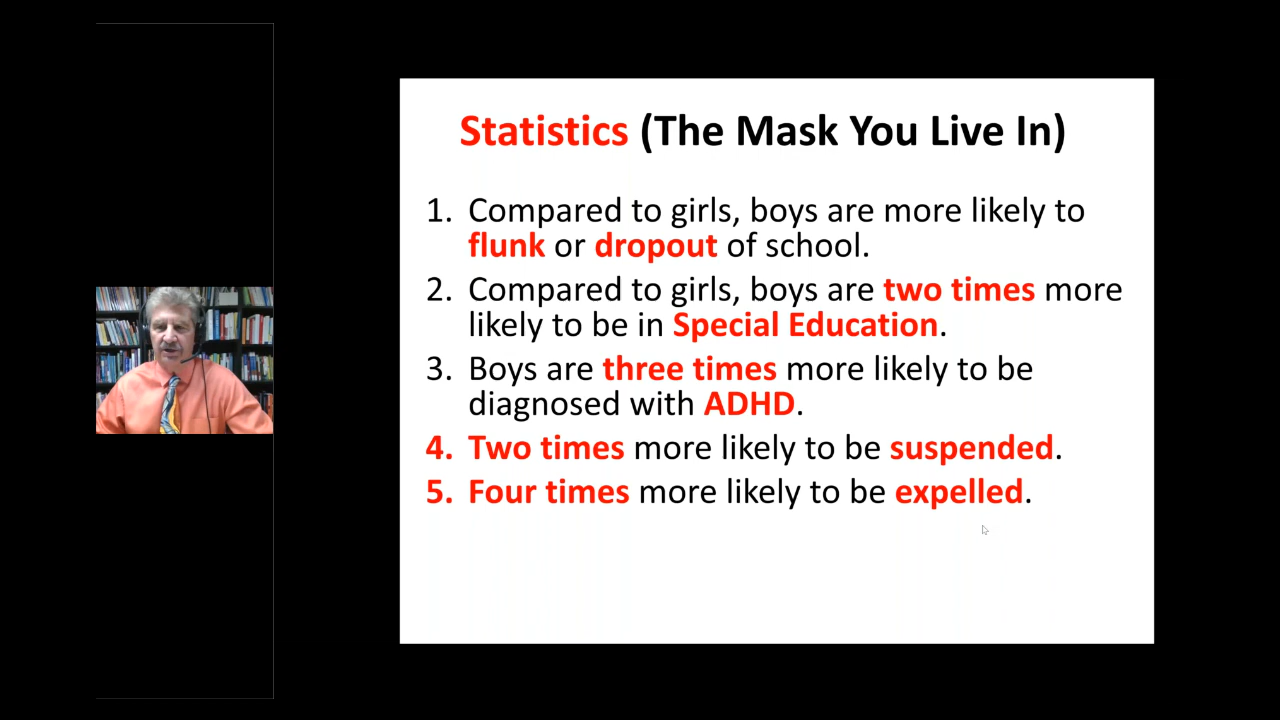 Statistics (The Mask You Live In)
1. Compared to girls, boys are more likely to
flunk or dropout of school.
2. Compared to girls, boys are two times more
likely to be in Special Education.
3. Boys are three times more likely to be
diagnosed with ADHD.
4. Two times more likely to be suspended.
5. Four times more likely to be expelled.